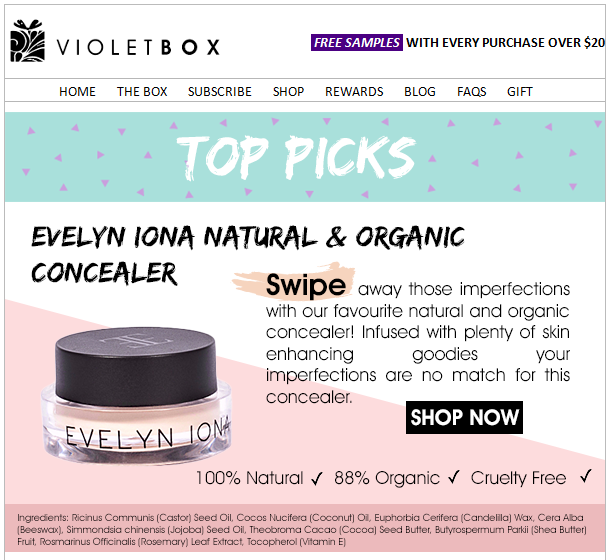 VIOLETBOX
FREE SAMPLES WITH EVERY PURCHASE OVER $20
HOME THE BOX SUBSCRIBE SHOP REWARDS BLOG FAQS GIFT
TOP PICKS
EVELYN IONA NATURAL & ORGANIC
CONCEALER
Swipe away those imperfections
with our favourite natural and organic
concealer! Infused with plenty of skin
enhancing goodies your
imperfections are no match for this
concealer.
SHOP NOW
EVELYN IONA
100% Natural ✓ 88% Organic ✓ Cruelty Free ✓
Ingredients: Ricinus Communis (Castor) Seed Oil, Cocos Nucifera (Coconut) Oil, Euphorbia Cerifera (Candelilla) Wax, Cera Alba
(Beeswax), Simmondsia chinensis (Jojoba) Seed Oil, Theobroma Cacao (Cocoa) Seed Butter, Butyrospermum Parkii (Shea Butter)
Fruit, Rosmarinus Officinalis (Rosemary) Leaf Extract, Tocopherol (Vitamin E)